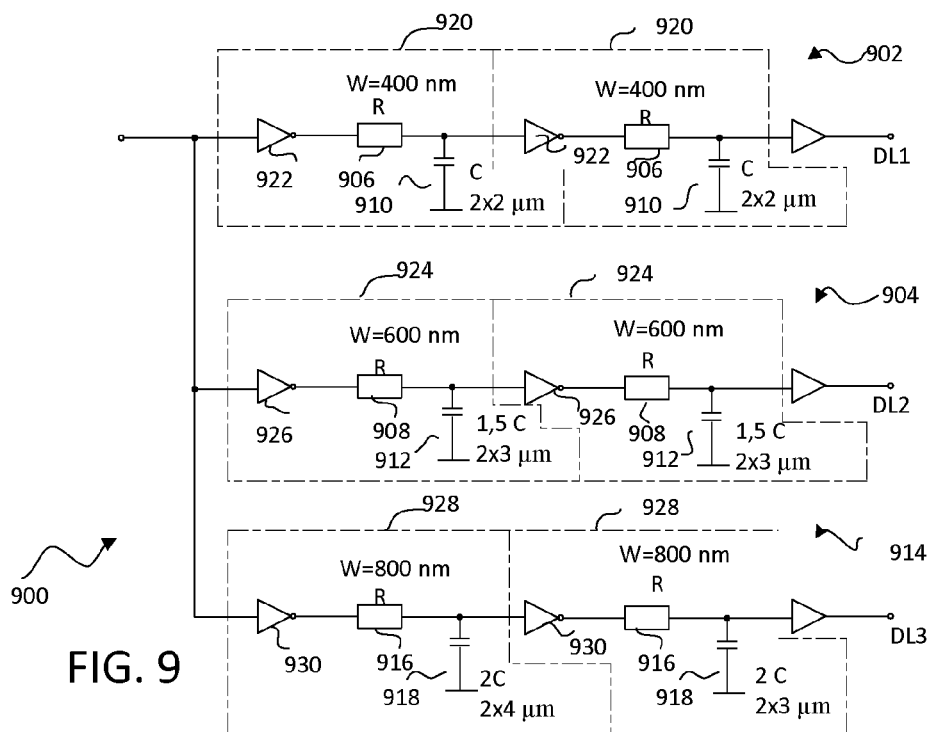 920 920
902
W=400 nm W=400 nm
R R
922 906 910 C 2x2 µm
922 906 910 C 2x2 µm
DL1
924 924
904
W=600 nm W=600 nm
R R
926 908 912 1,5 C 2x3 µm
926 908 912 1,5 C 2x3 µm
DL2
928 928
914
W=800 nm W=800 nm
R R
900
930 916 918 2C 2x4 µm
930 916 918 2 C 2x3 µm
DL3
FIG. 9